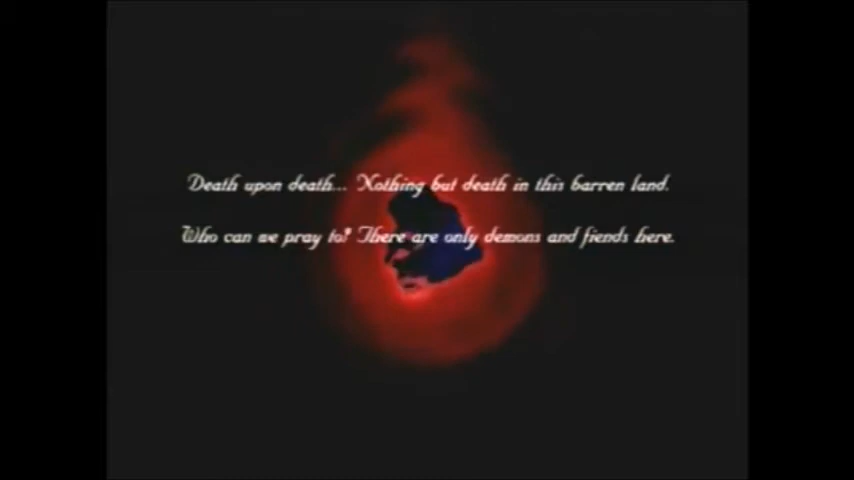 Death upon death... Nothing but death in this barren land.
Who can we pray to? There are only demons and fiends here.